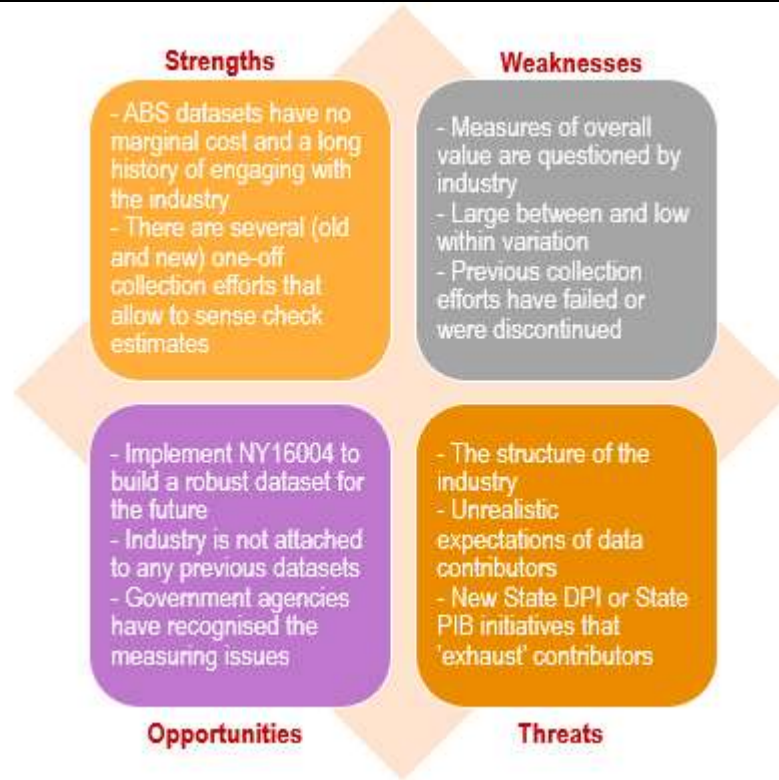 Strengths
- ABS datasets have no
marginal cost and a long
history of engaging with
the industry
- There are several (old
and new) one-off
collection efforts that
allow to sense check
estimates
Weaknesses
- Measures of overall
value are questioned by
industry
- Large between and low
within variation
- Previous collection
efforts have failed or
were discontinued
- Implement NY16004 to
build a robust dataset for
the future
- Industry is not attached
to any previous datasets
- Government agencies
have recognised the
measuring issues
Opportunities
- The structure of the
industry
- Unrealistic
expectations of data
contributors
- New State DPI or State
PIB initiatives that
'exhaust' contributors
Threats